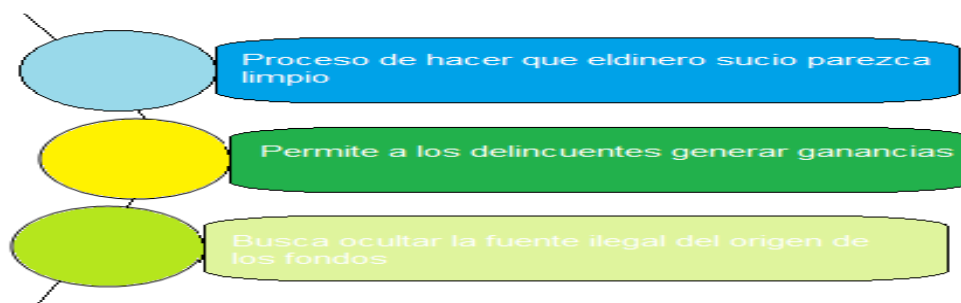 Proceso de hacer que eldinero sucio parezca
limpio
Permite a los delincuentes generar ganancias
Busca ocultar la fuente ilegal del origen de
los fondos